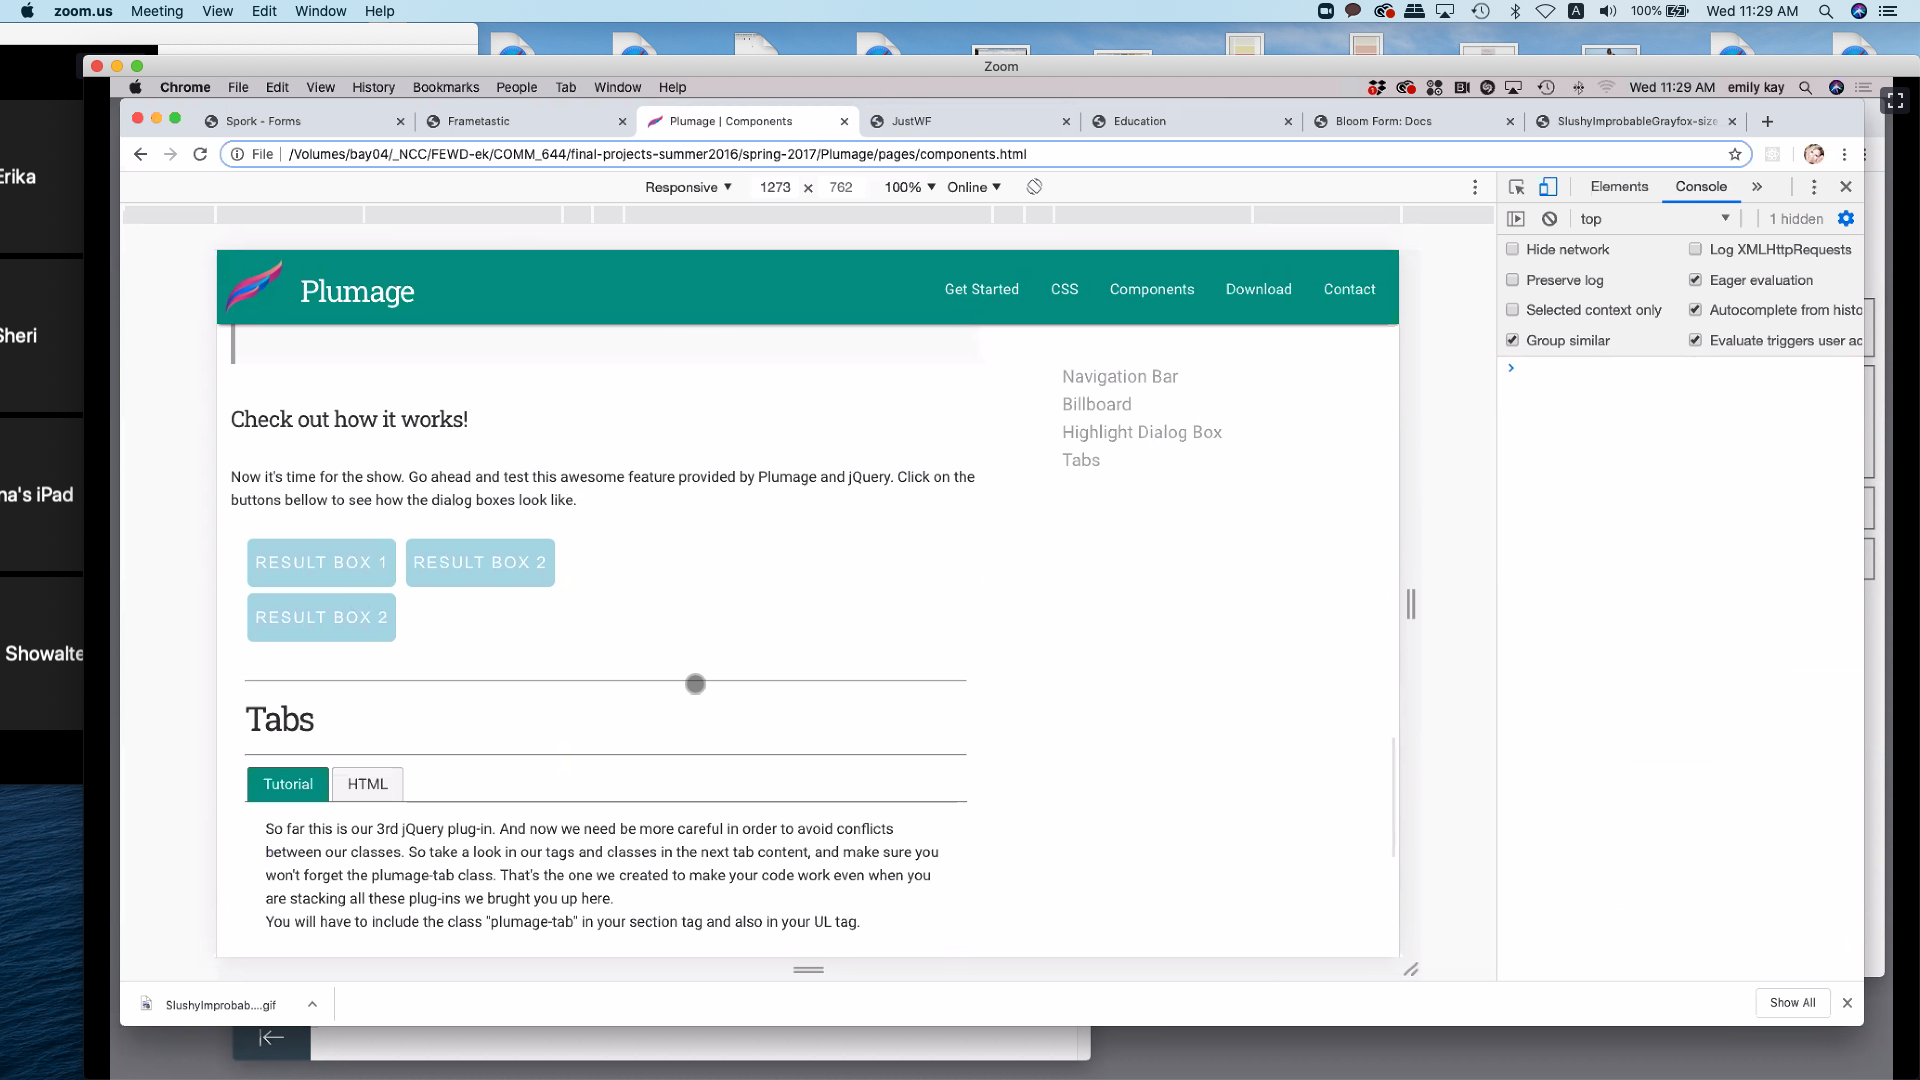 zoom.us Meeting View Edit Window Help
100% Wed 11:29 AM
Zoom
Chrome File Edit View History Bookmarks People Tab Window Help
Wed 11:29 AM emily kay
Spork - Forms
Frametastic
Plumage | Components
JustWF
Education
Bloom Form: Docs
SlushyImprobableGrayfox-size
File /Volumes/bay04/_NCC/FEWD-ek/COMM_644/final-projects-summer2016/spring-2017/Plumage/pages/components.html
Responsive 1273 × 762 100% Online
Elements Console
top 1 hidden
Hide network Log XMLHttpRequests
Preserve log Eager evaluation
Selected context only Autocomplete from histo
Group similar Evaluate triggers user ac
Erika
Sheri
na's iPad
Showalte
Plumage
Get Started CSS Components Download Contact
Navigation Bar
Billboard
Highlight Dialog Box
Tabs
Check out how it works!
Now it's time for the show. Go ahead and test this awesome feature provided by Plumage and jQuery. Click on the
buttons bellow to see how the dialog boxes look like.
RESULT BOX 1 RESULT BOX 2
RESULT BOX 2
Tabs
Tutorial HTML
So far this is our 3rd jQuery plug-in. And now we need be more careful in order to avoid conflicts
between our classes. So take a look in our tags and classes in the next tab content, and make sure you
won't forget the plumage-tab class. That's the one we created to make your code work even when you
are stacking all these plug-ins we brught you up here.
You will have to include the class "plumage-tab" in your section tag and also in your UL tag.
SlushyImprobab....gif
Show All